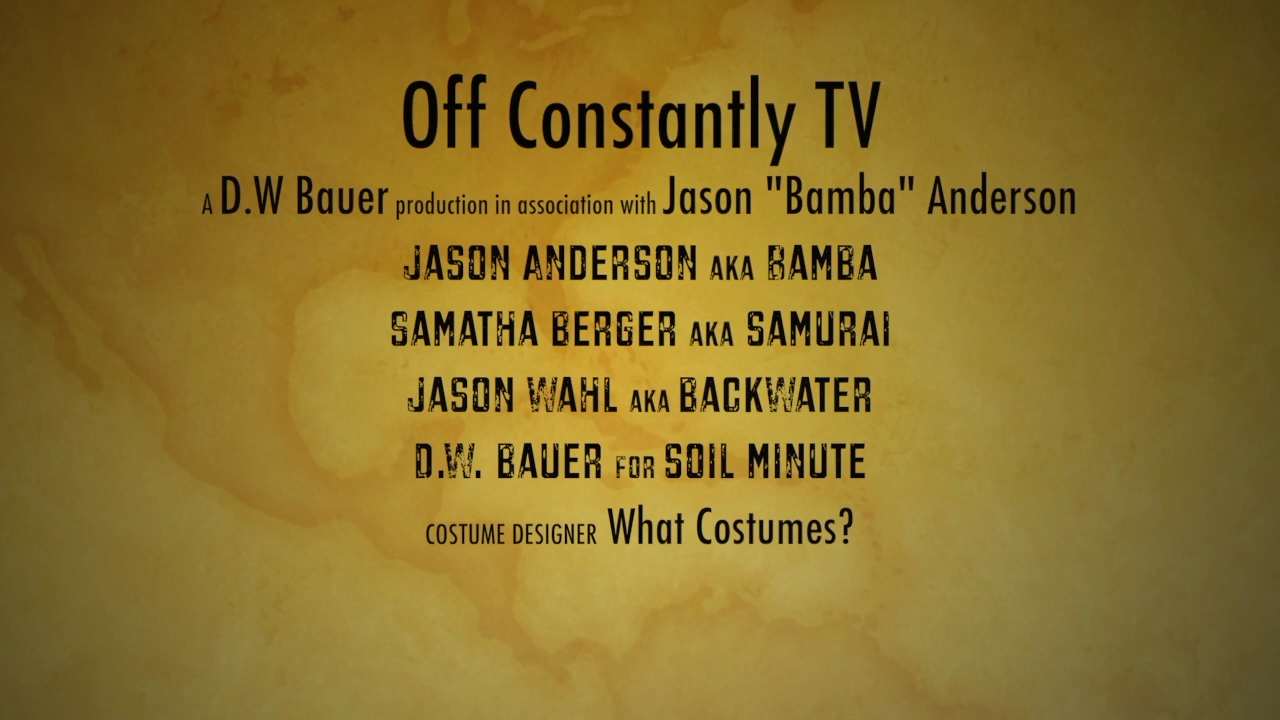 Off Constantly TV
A D.W Bauer production in association with Jason "Bamba" Anderson
JASON ANDERSON AKA BAMBA
SAMATHA BERGER AKA SAMURAI
JASON WAHL AKA BACKWATER
D.W. BAUER FOR SOIL MINUTE
COSTUME DESIGNER What Costumes?